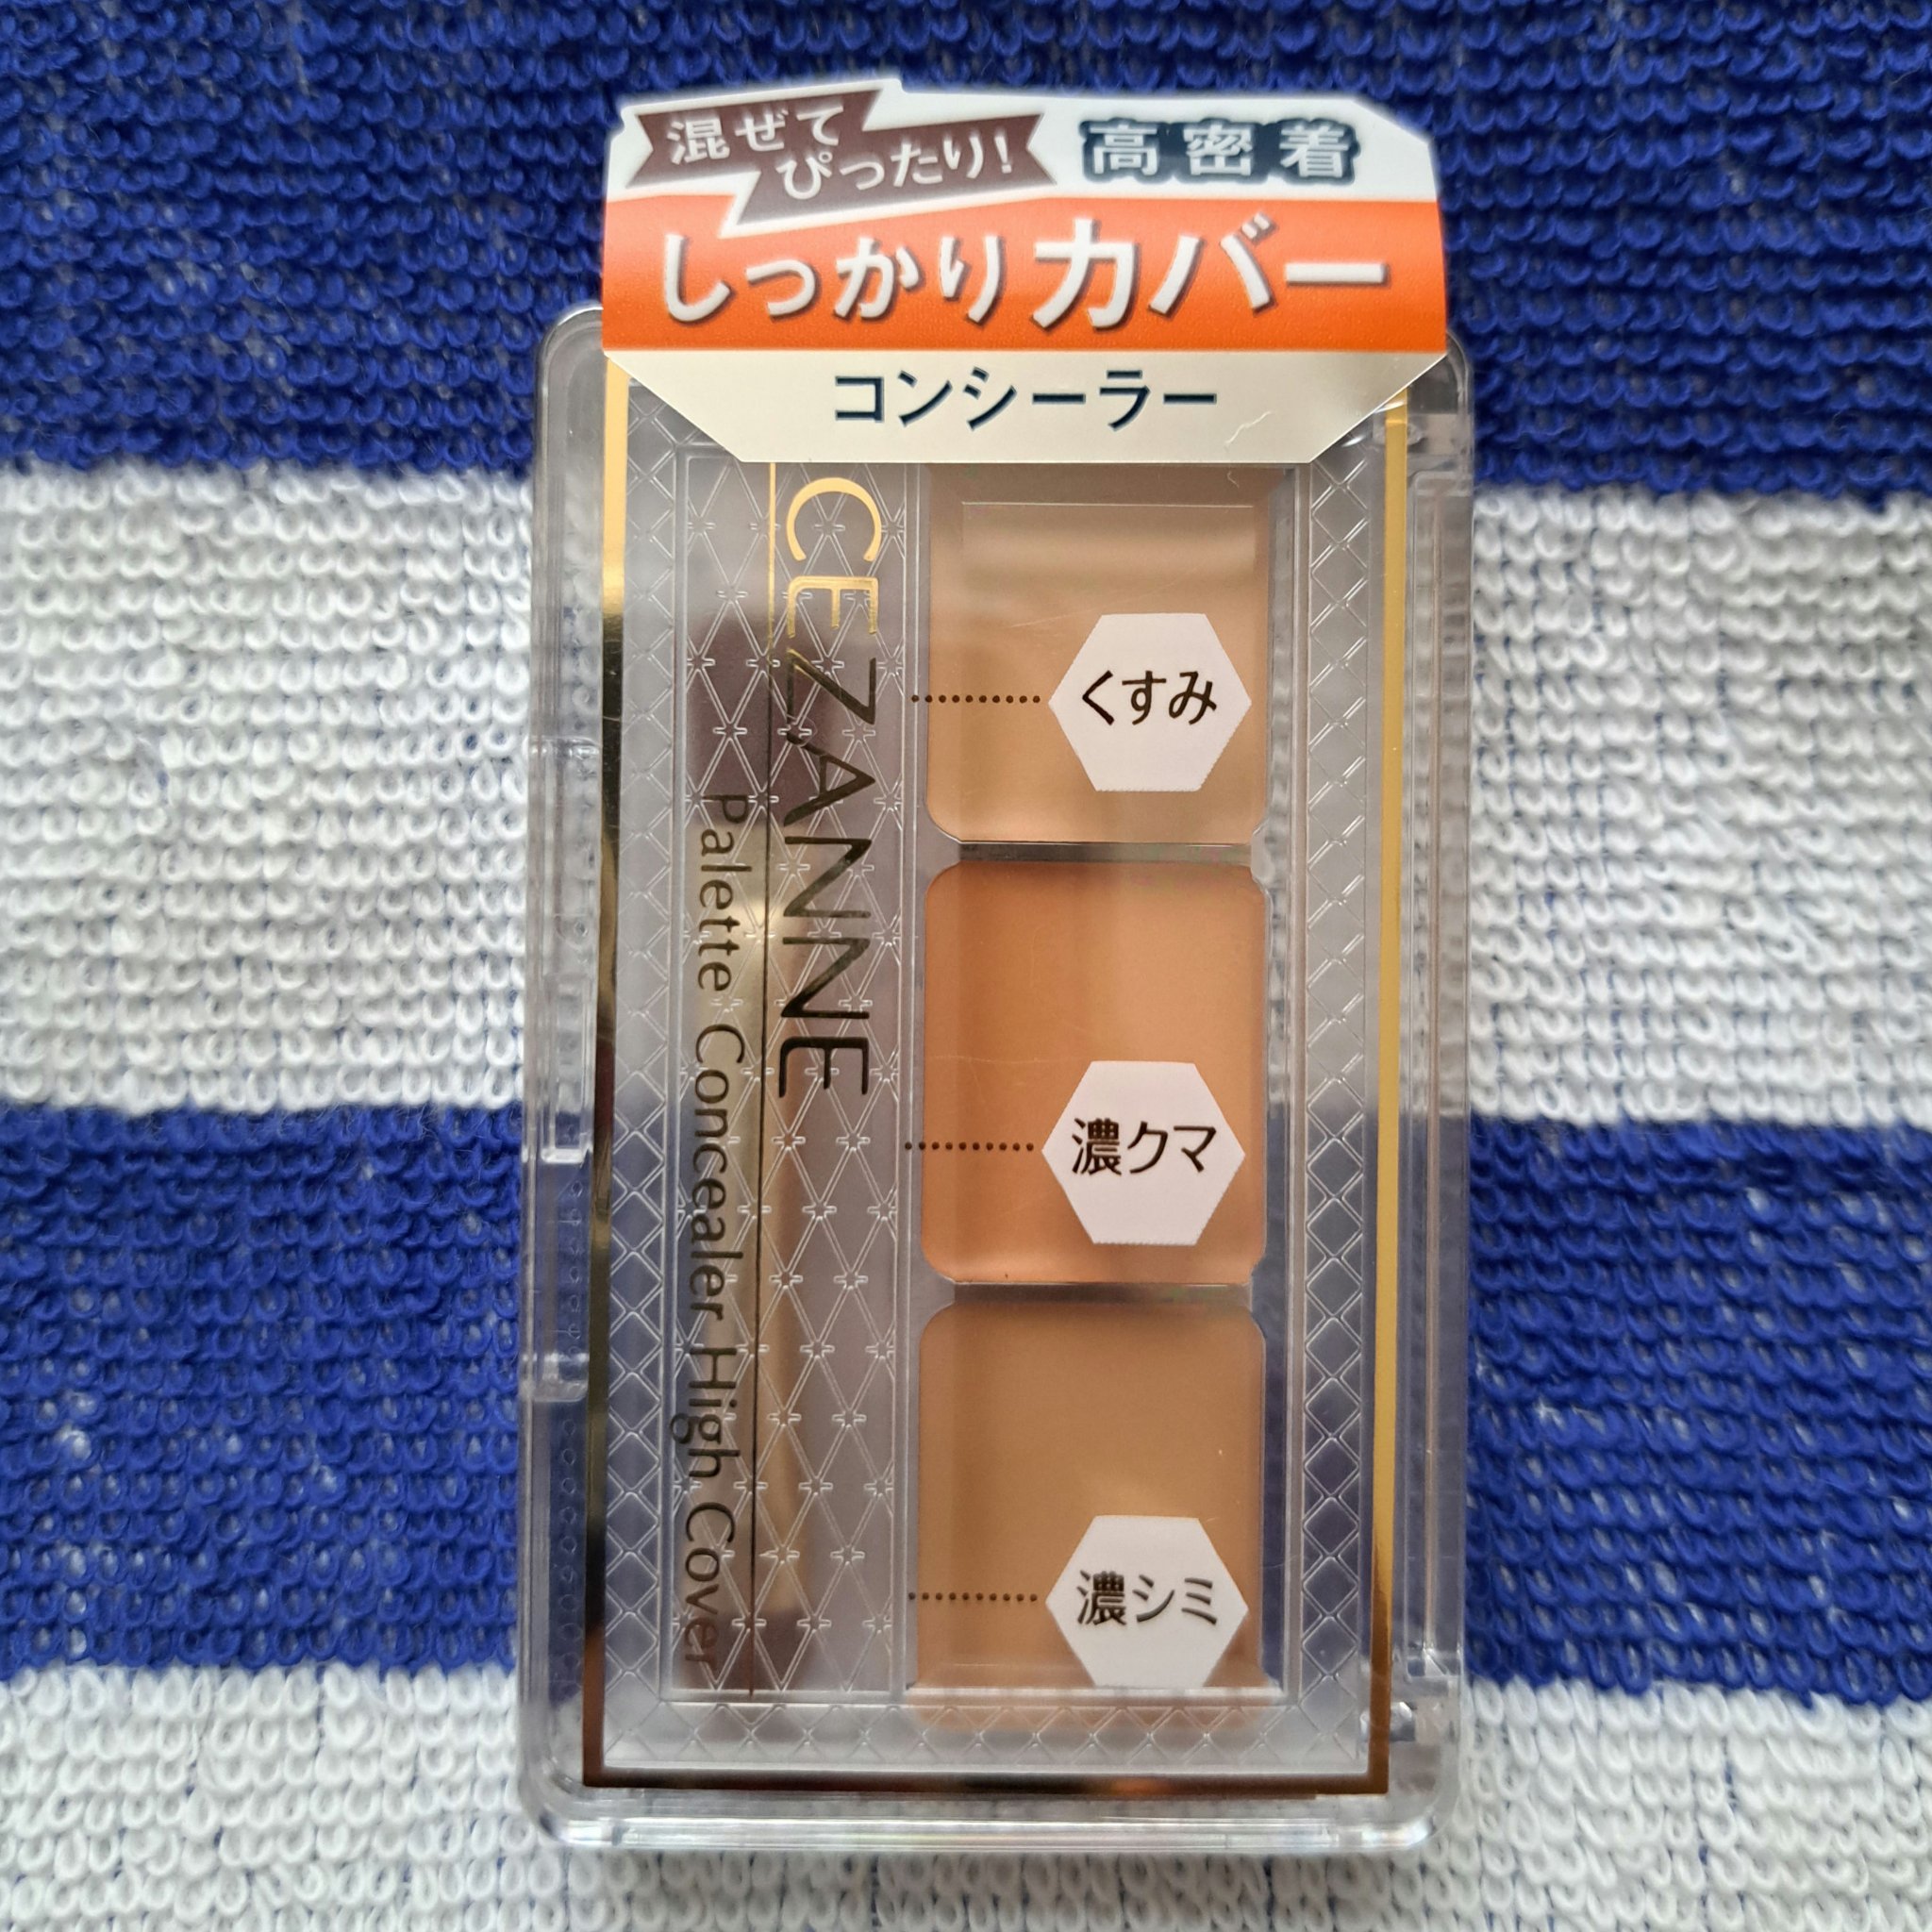 混ぜて
ぴったり!
高密着
しっかりカバー
コンシーラー
CEZANNE
Palette Concealer High Cover
くすみ
濃クマ
濃シミ